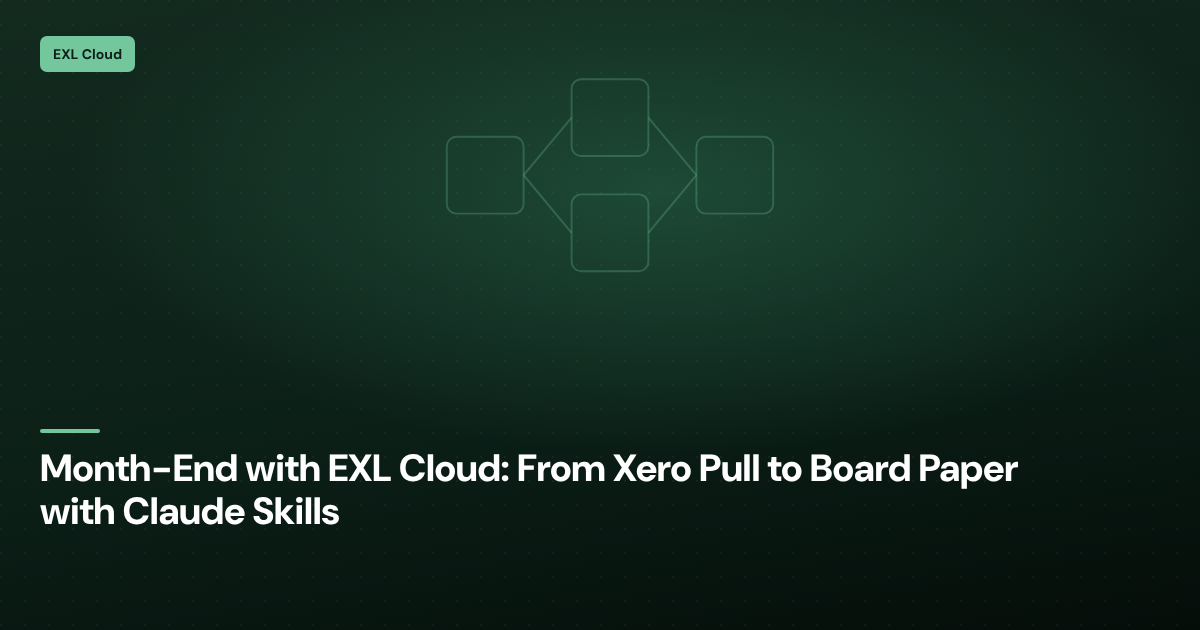 EXL Cloud
Month-End with EXL Cloud: From Xero Pull to Board Paper
with Claude Skills